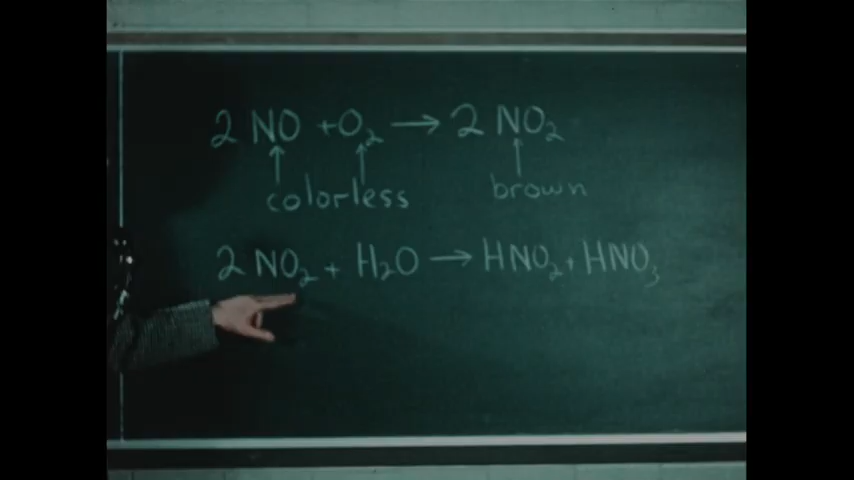 2 NO + O₂ → 2 NO₂
colorless brown
2 NO₂ + H₂O → HNO₂ + HNO₃